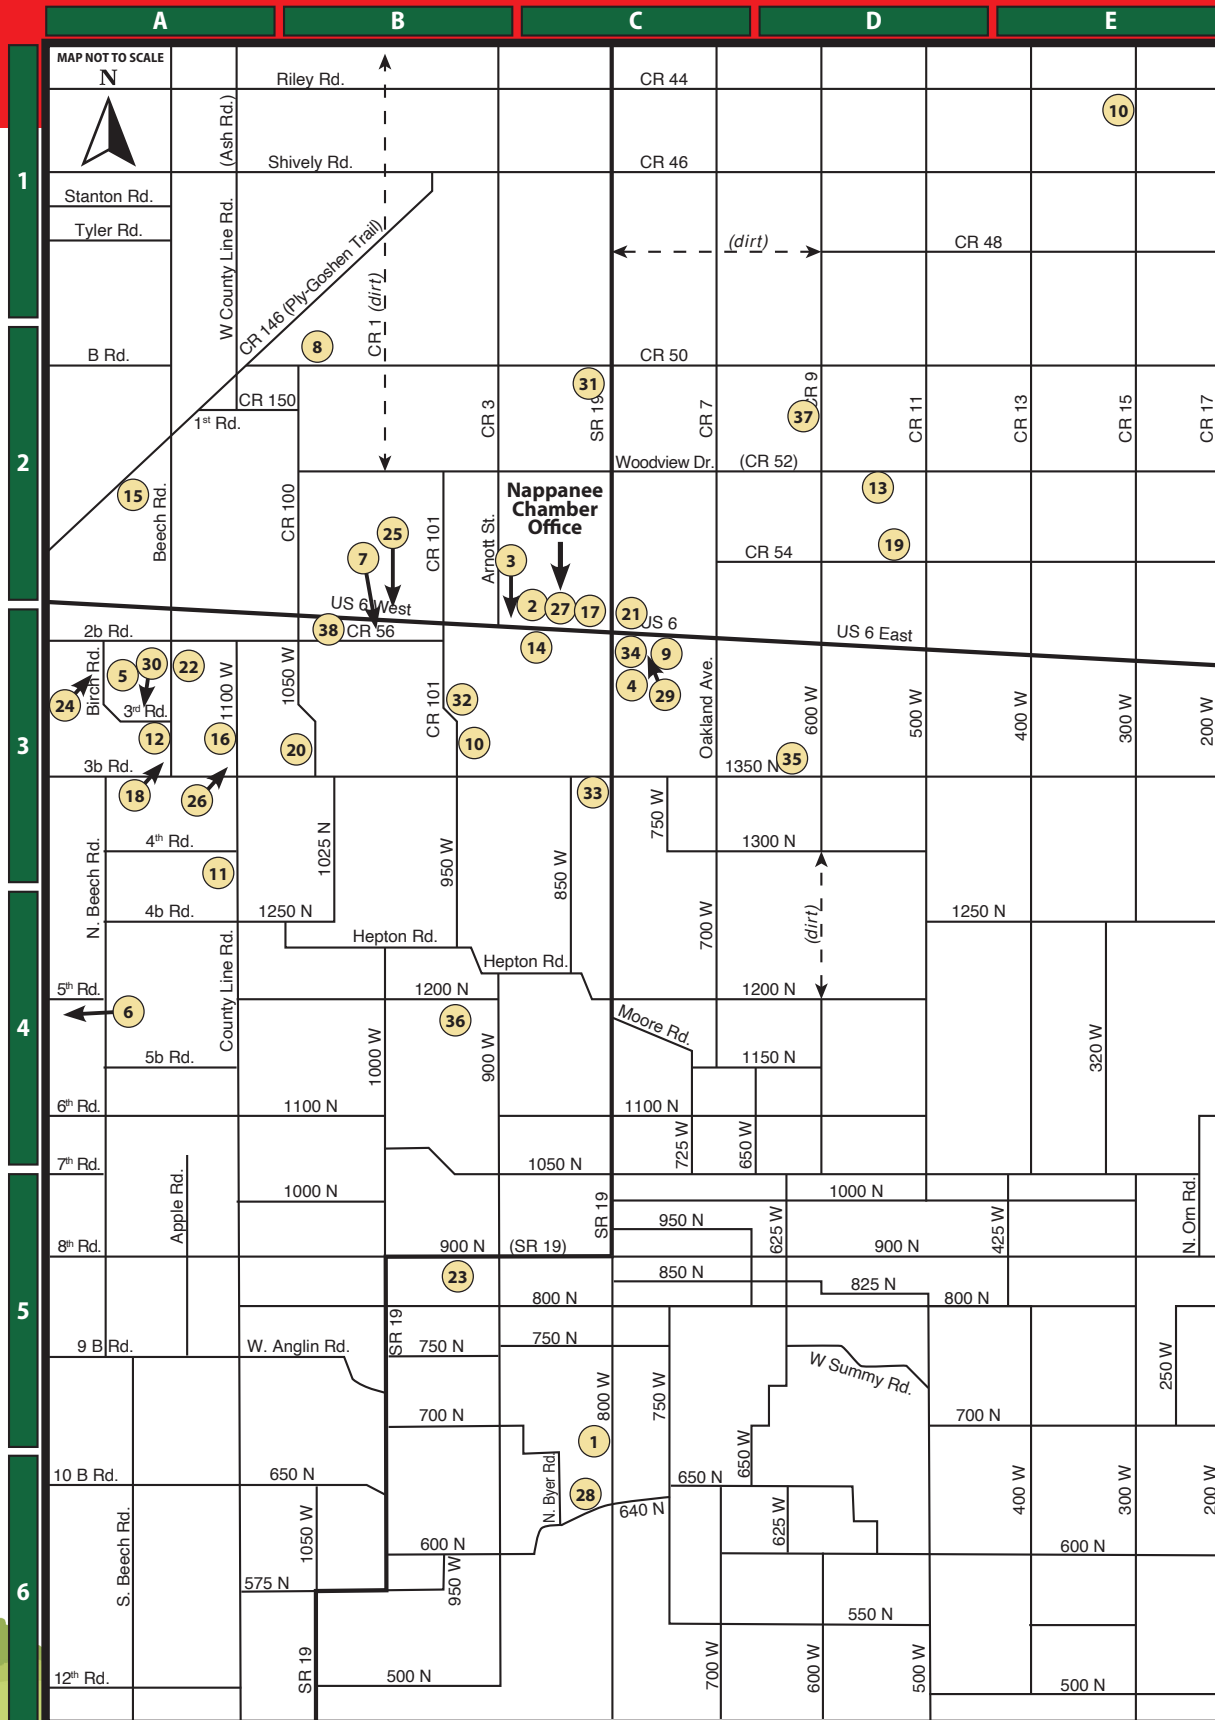 A
B
C
D
E
MAP NOT TO SCALE
N
Riley Rd.
CR 44
10
(Ash Rd.)
1
Shively Rd.
CR 46
Stanton Rd.
Tyler Rd.
W County Line Rd.
CR 146 (Ply-Goshen Trail)
CR 1 (dirt)
(dirt)
CR 48
8
B Rd.
CR 50
31
CR 150
1st Rd.
CR 3
SR 19
CR 7
CR 9
37
CR 11
CR 13
CR 15
CR 17
2
Woodview Dr.
(CR 52)
15
Beech Rd.
CR 100
CR 101
Arnott St.
Nappanee
Chamber
Office
13
25
7
3
19
CR 54
2
27
17
21
US 6 West
US 6
US 6 East
38
CR 56
2b Rd.
14
34
9
4
29
Birch Rd.
5
30
22
24
3rd Rd.
1100 W
1050 W
CR 101
32
10
Oakland Ave.
600 W
500 W
400 W
300 W
200 W
3
12
16
20
35
3b Rd.
1350 N
18
26
33
N. Beech Rd.
4th Rd.
1025 N
950 W
850 W
750 W
1300 N
11
4b Rd.
1250 N
700 W
(dirt)
1250 N
Hepton Rd.
Hepton Rd.
County Line Rd.
5th Rd.
1200 N
1200 N
6
36
Moore Rd.
4
1000 W
900 W
320 W
5b Rd.
1150 N
6th Rd.
1100 N
1100 N
725 W
650 W
7th Rd.
1050 N
Apple Rd.
1000 N
SR 19
1000 N
950 N
625 W
425 W
N. Orn Rd.
8th Rd.
900 N
(SR 19)
900 N
23
850 N
825 N
5
800 N
800 N
SR 19
9 B Rd.
W. Anglin Rd.
750 N
750 N
W Summy Rd.
250 W
800 W
750 W
700 N
700 N
1
650 W
10 B Rd.
650 N
N. Byer Rd.
28
650 N
640 N
400 W
300 W
200 W
S. Beech Rd.
1050 W
625 W
600 N
600 N
6
575 N
950 W
550 N
SR 19
700 W
600 W
500 W
12th Rd.
500 N
500 N